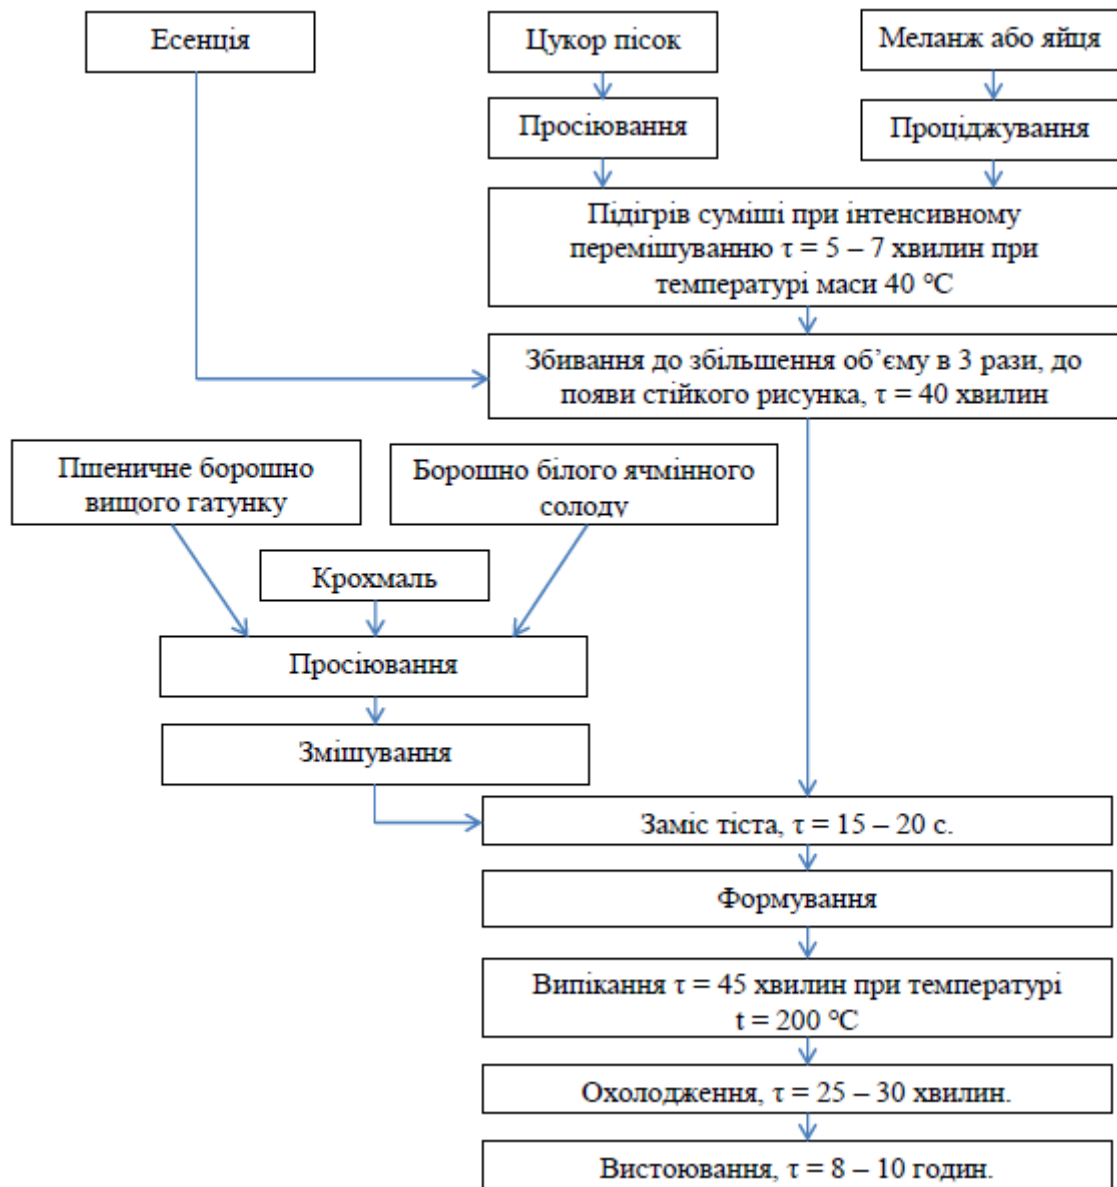 Есенція
Цукор пісок
Меланж або яйця
Просіювання
Проціджування
Підігрів суміші при інтенсивному
перемішуванню τ = 5 – 7 хвилин при
температурі маси 40 °С
Збивання до збільшення об’єму в 3 рази, до
появи стійкого рисунка, τ = 40 хвилин
Пшеничне борошно
вищого гатунку
Борошно білого ячмінного
солоду
Крохмаль
Просіювання
Змішування
Заміс тіста, τ = 15 – 20 с.
Формування
Випікання τ = 45 хвилин при температурі
t = 200 °С
Охолодження, τ = 25 – 30 хвилин.
Вистоювання, τ = 8 – 10 годин.